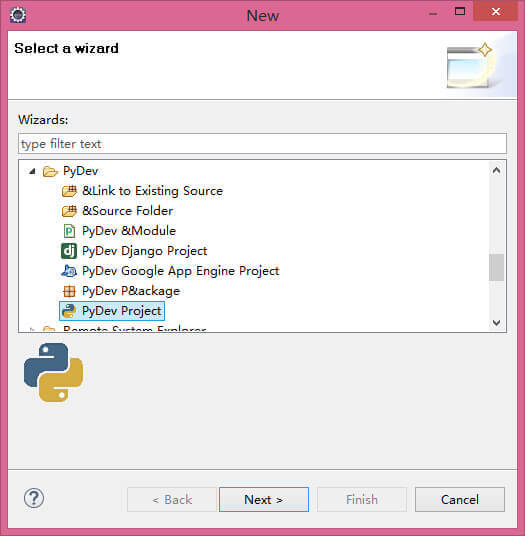 New
Select a wizard
Wizards:
type filter text
PyDev
&Link to Existing Source
&Source Folder
PyDev &Module
dj PyDev Django Project
PyDev Google App Engine Project
PyDev P&ackage
PyDev Project
Remote System Explorer
< Back Next > Finish Cancel